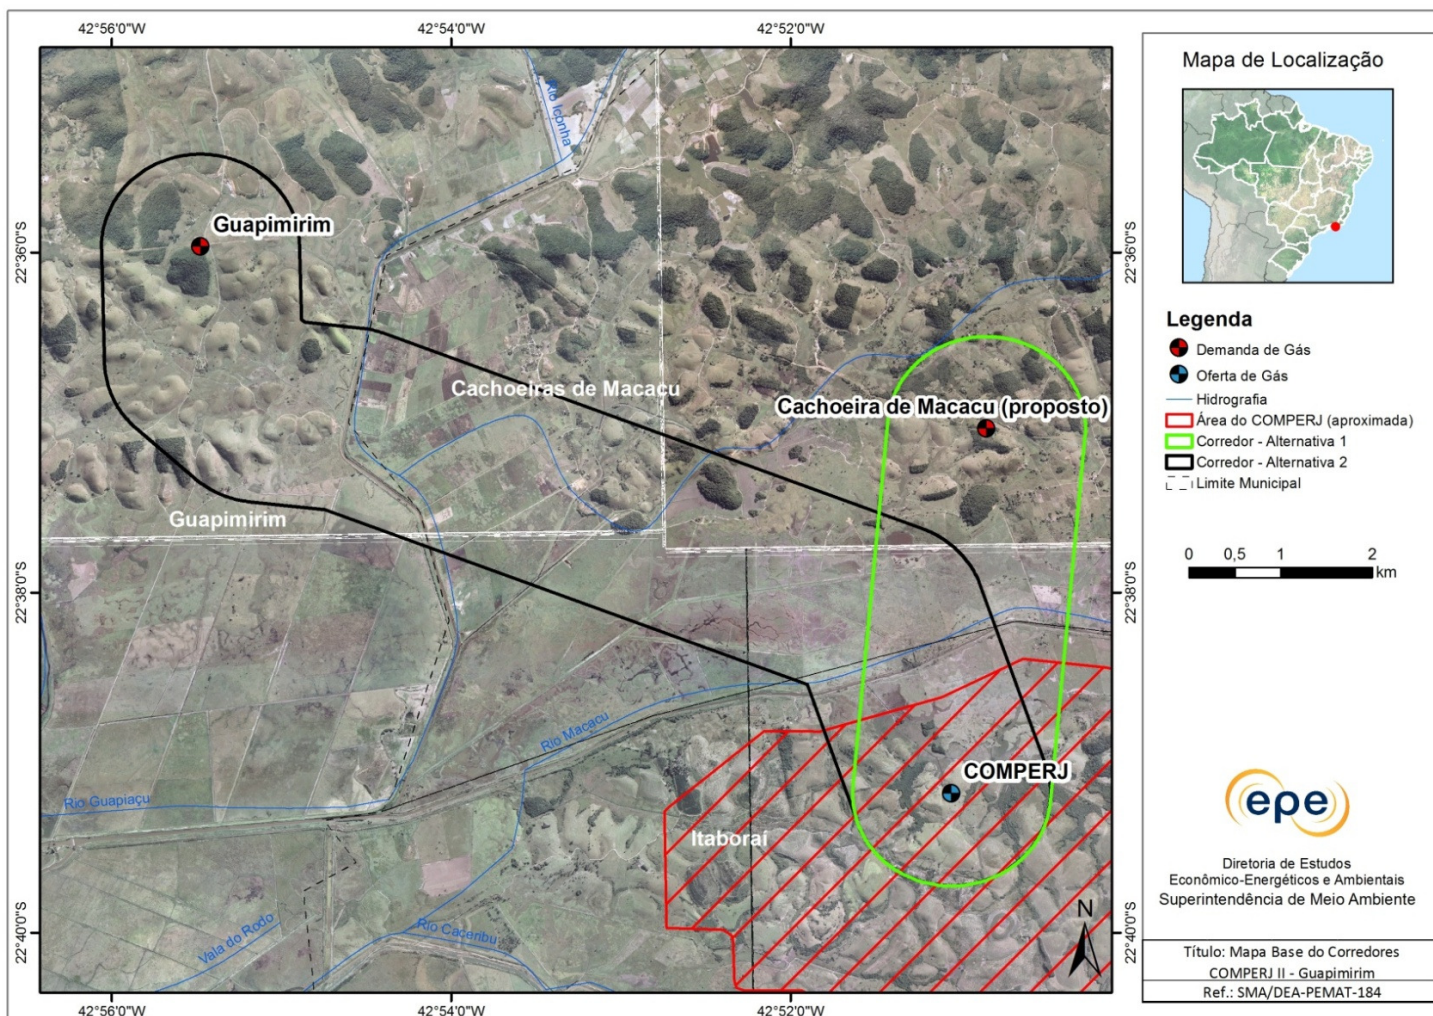 42°56'0"W
42°54'0"W
42°52'0"W
Rio Iconha
22°36'0"S
22°36'0"S
Guapimirim
Cachoeiras de Macacu
Cachoeira de Macacu (proposto)
Guapimirim
22°38'0"S
22°38'0"S
Rio Macacu
COMPERJ
Rio Guapiaçu
Itaboraí
Vala do Rodo
Rio Caceribu
N
22°40'0"S
22°40'0"S
42°56'0"W
42°54'0"W
42°52'0"W
Mapa de Localização
Legenda
Demanda de Gás
Oferta de Gás
Hidrografia
Área do COMPERJ (aproximada)
Corredor - Alternativa 1
Corredor - Alternativa 2
Limite Municipal
0 0,5 1 2
km
epe
Diretoria de Estudos
Econômico-Energéticos e Ambientais
Superintendência de Meio Ambiente
Título: Mapa Base do Corredores
COMPERJ II - Guapimirim
Ref.: SMA/DEA-PEMAT-184